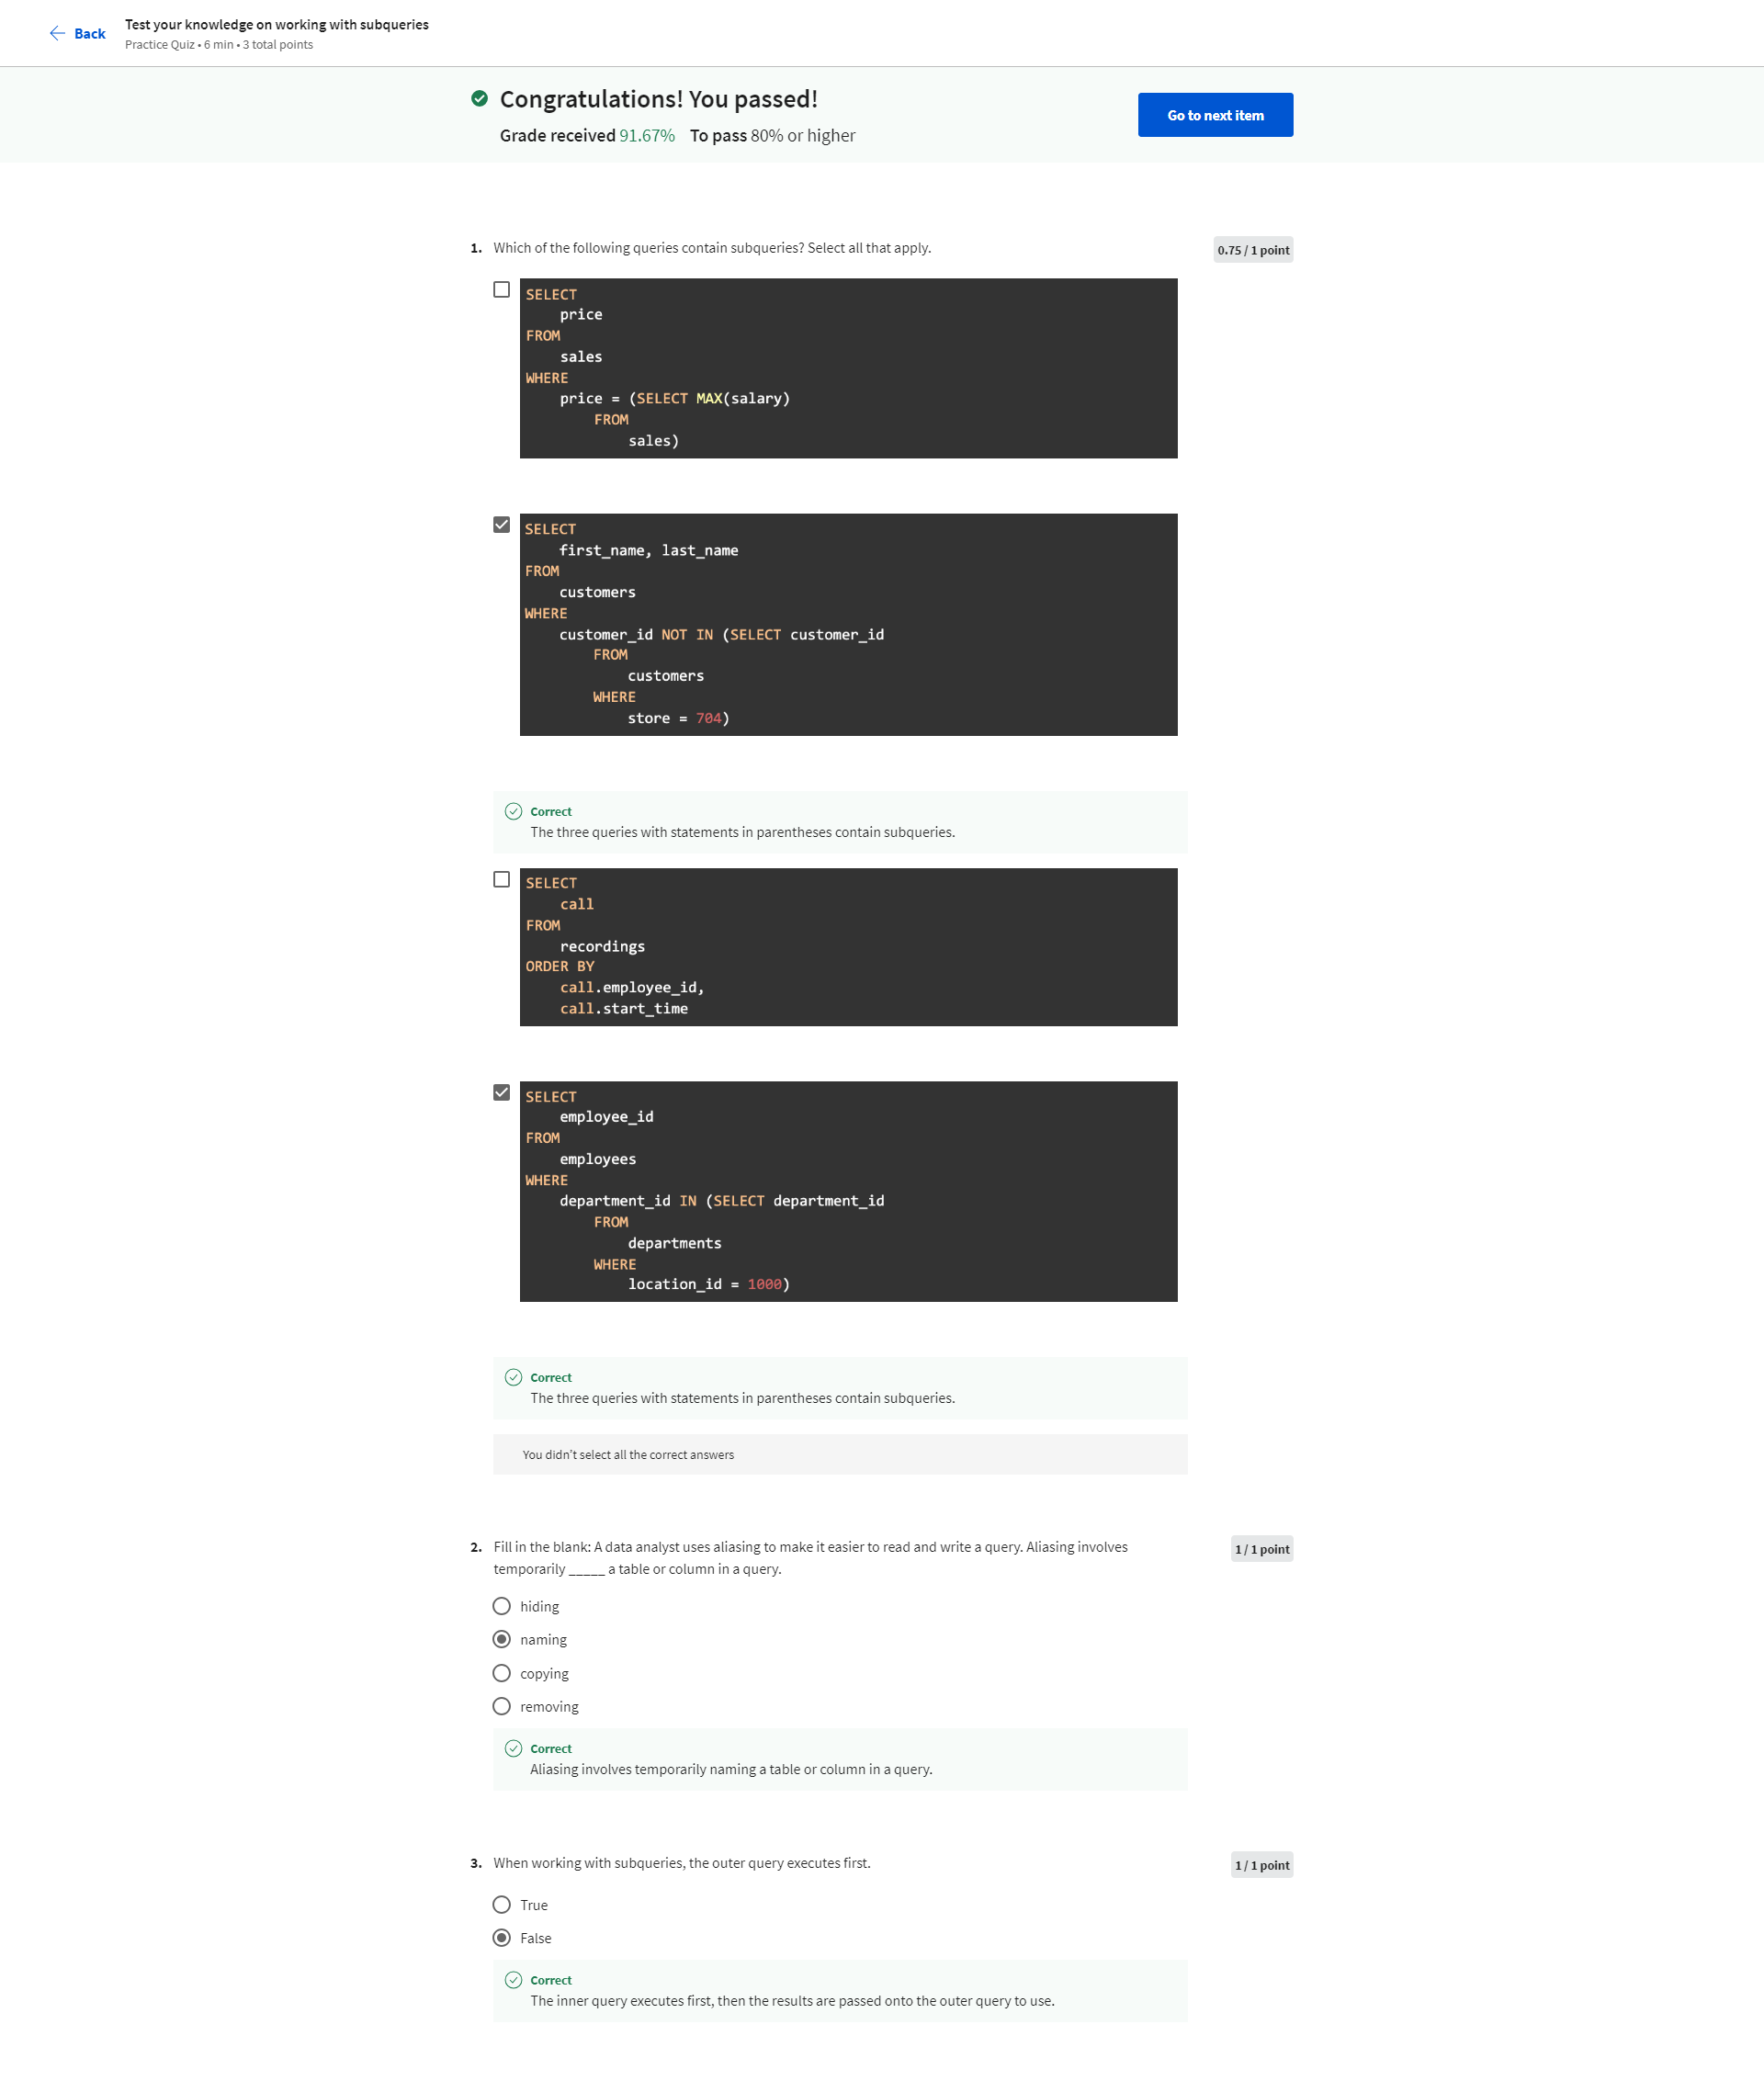 Back
Test your knowledge on working with subqueries
Practice Quiz • 6 min • 3 total points
Congratulations! You passed!
Grade received 91.67% To pass 80% or higher
Go to next item
1. Which of the following queries contain subqueries? Select all that apply.
0.75 / 1 point
SELECT
price
FROM
sales
WHERE
price = (SELECT MAX(salary)
FROM
sales)
SELECT
first_name, last_name
FROM
customers
WHERE
customer_id NOT IN (SELECT customer_id
FROM
customers
WHERE
store = 704)
Correct
The three queries with statements in parentheses contain subqueries.
SELECT
call
FROM
recordings
ORDER BY
call.employee_id,
call.start_time
SELECT
employee_id
FROM
employees
WHERE
department_id IN (SELECT department_id
FROM
departments
WHERE
location_id = 1000)
Correct
The three queries with statements in parentheses contain subqueries.
You didn't select all the correct answers
2. Fill in the blank: A data analyst uses aliasing to make it easier to read and write a query. Aliasing involves
temporarily _____ a table or column in a query.
1 / 1 point
hiding
naming
copying
removing
Correct
Aliasing involves temporarily naming a table or column in a query.
3. When working with subqueries, the outer query executes first.
1 / 1 point
True
False
Correct
The inner query executes first, then the results are passed onto the outer query to use.